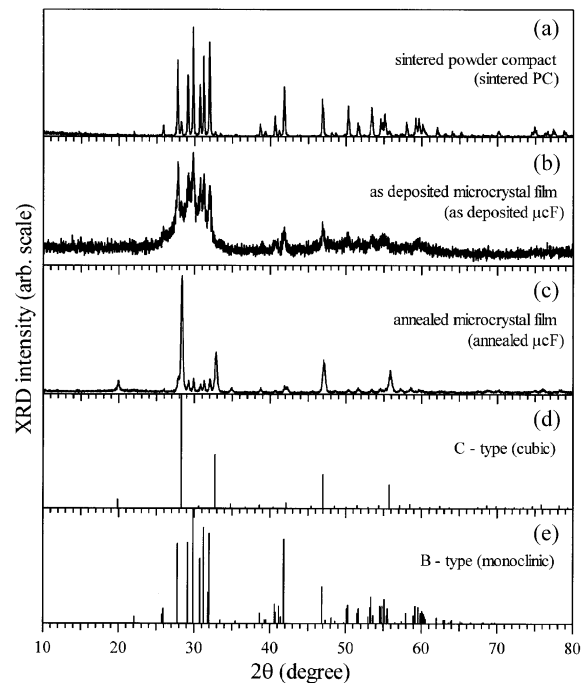 (a)
sintered powder compact
(sintered PC)
(b)
as deposited microcrystal film
(as deposited µcF)
(c)
annealed microcrystal film
(annealed µcF)
(d)
C - type (cubic)
(e)
B - type (monoclinic)
XRD intensity (arb. scale)
10 20 30 40 50 60 70 80
2θ (degree)